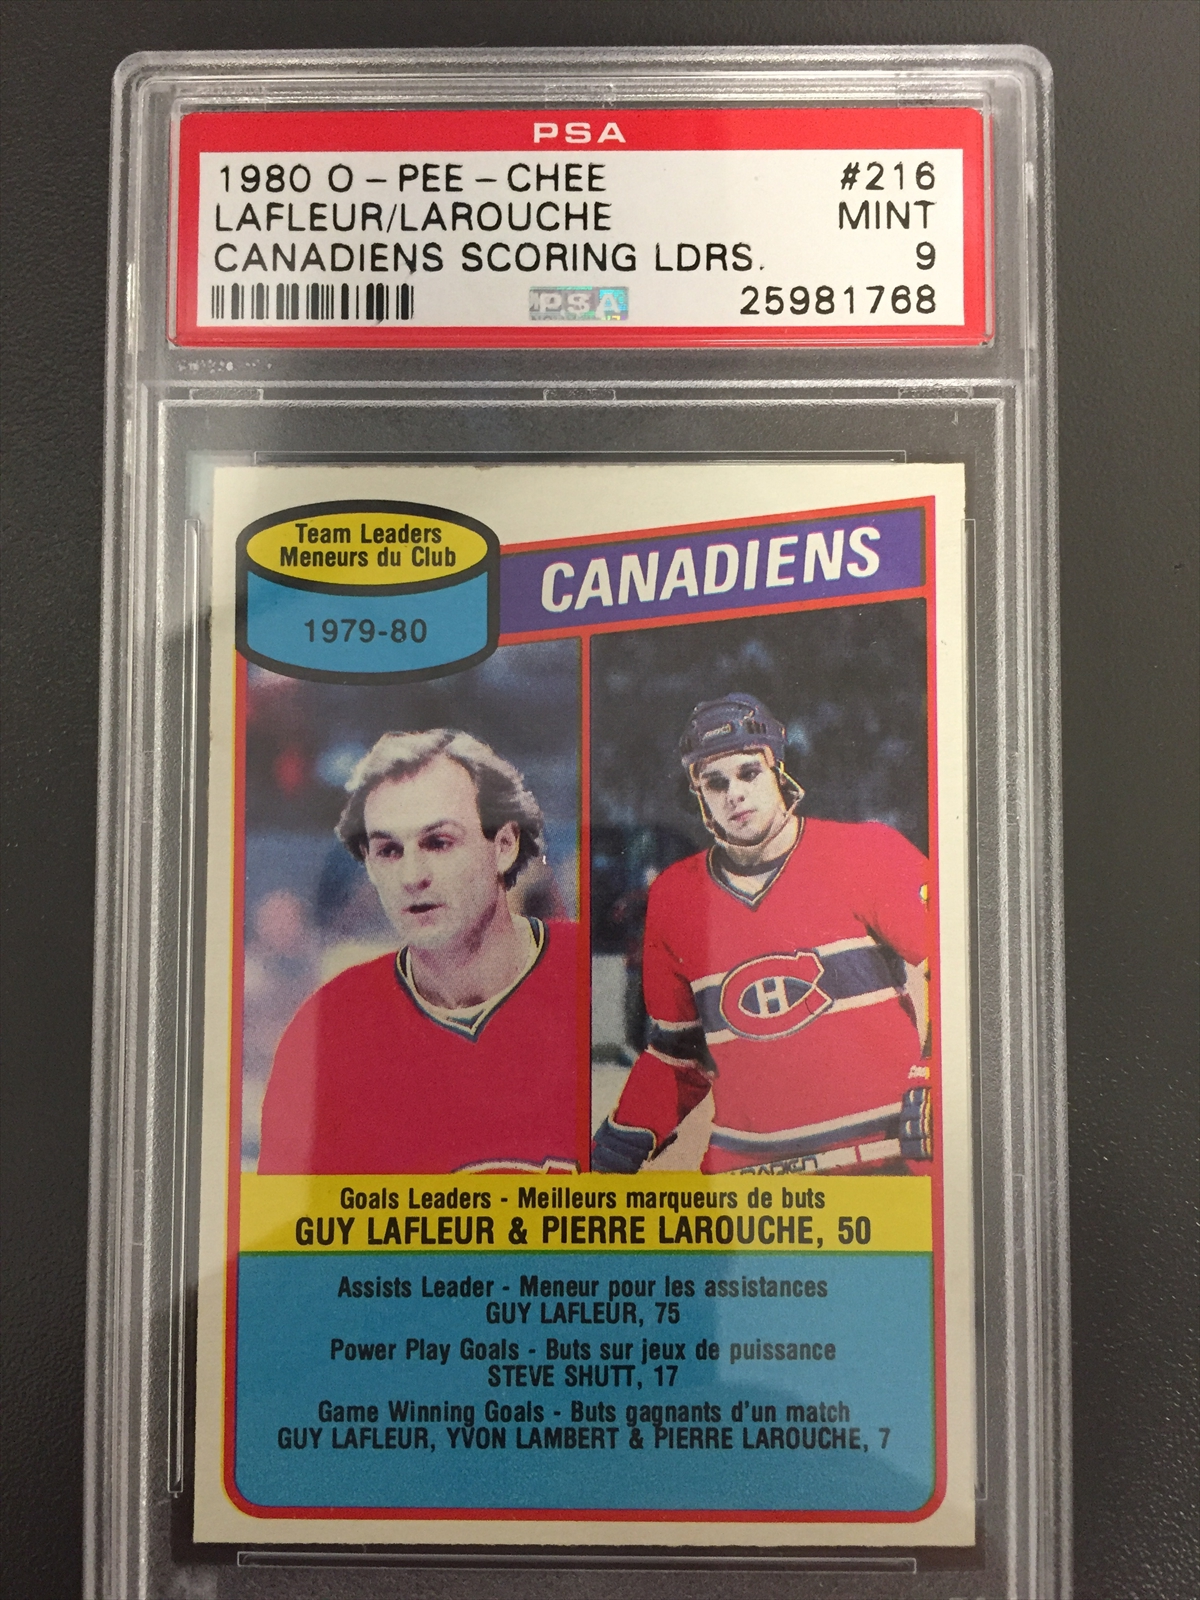 PSA
1980 O-PEE-CHEE #216
LAFLEUR/LAROUCHE MINT
CANADIENS SCORING LDRS. 9
PSA 25981768
Team Leaders
Meneurs du Club
1979-80
CANADIENS
CH
Goals Leaders - Meilleurs marqueurs de buts
GUY LAFLEUR & PIERRE LAROUCHE, 50
Assists Leader - Meneur pour les assistances
GUY LAFLEUR, 75
Power Play Goals - Buts sur jeux de puissance
STEVE SHUTT, 17
Game Winning Goals - Buts gagnants d'un match
GUY LAFLEUR, YVON LAMBERT & PIERRE LAROUCHE, 7